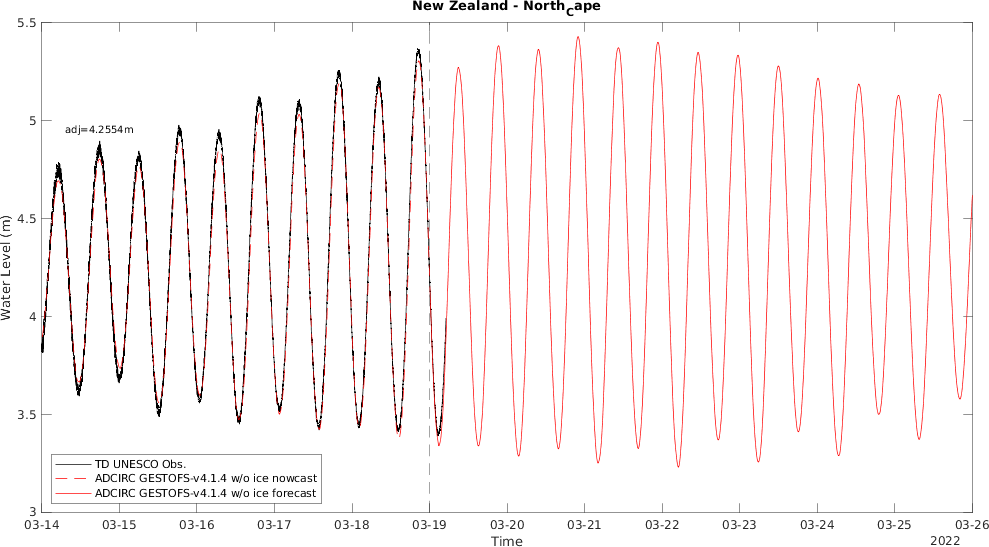 New Zealand - NorthCape
5.5
5
4.5
4
3.5
3
Water Level (m)
adj=4.2554m
TD UNESCO Obs.
ADCIRC GESTOFS-v4.1.4 w/o ice nowcast
ADCIRC GESTOFS-v4.1.4 w/o ice forecast
03-14 03-15 03-16 03-17 03-18 03-19 03-20 03-21 03-22 03-23 03-24 03-25 03-26
Time
2022